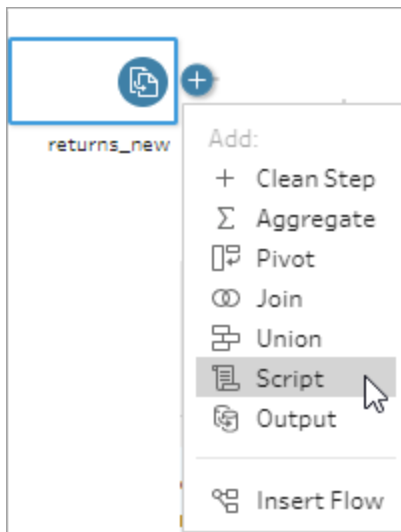 returns_new
Add:
Clean Step
Aggregate
Pivot
Join
Union
Script
Output
Insert Flow